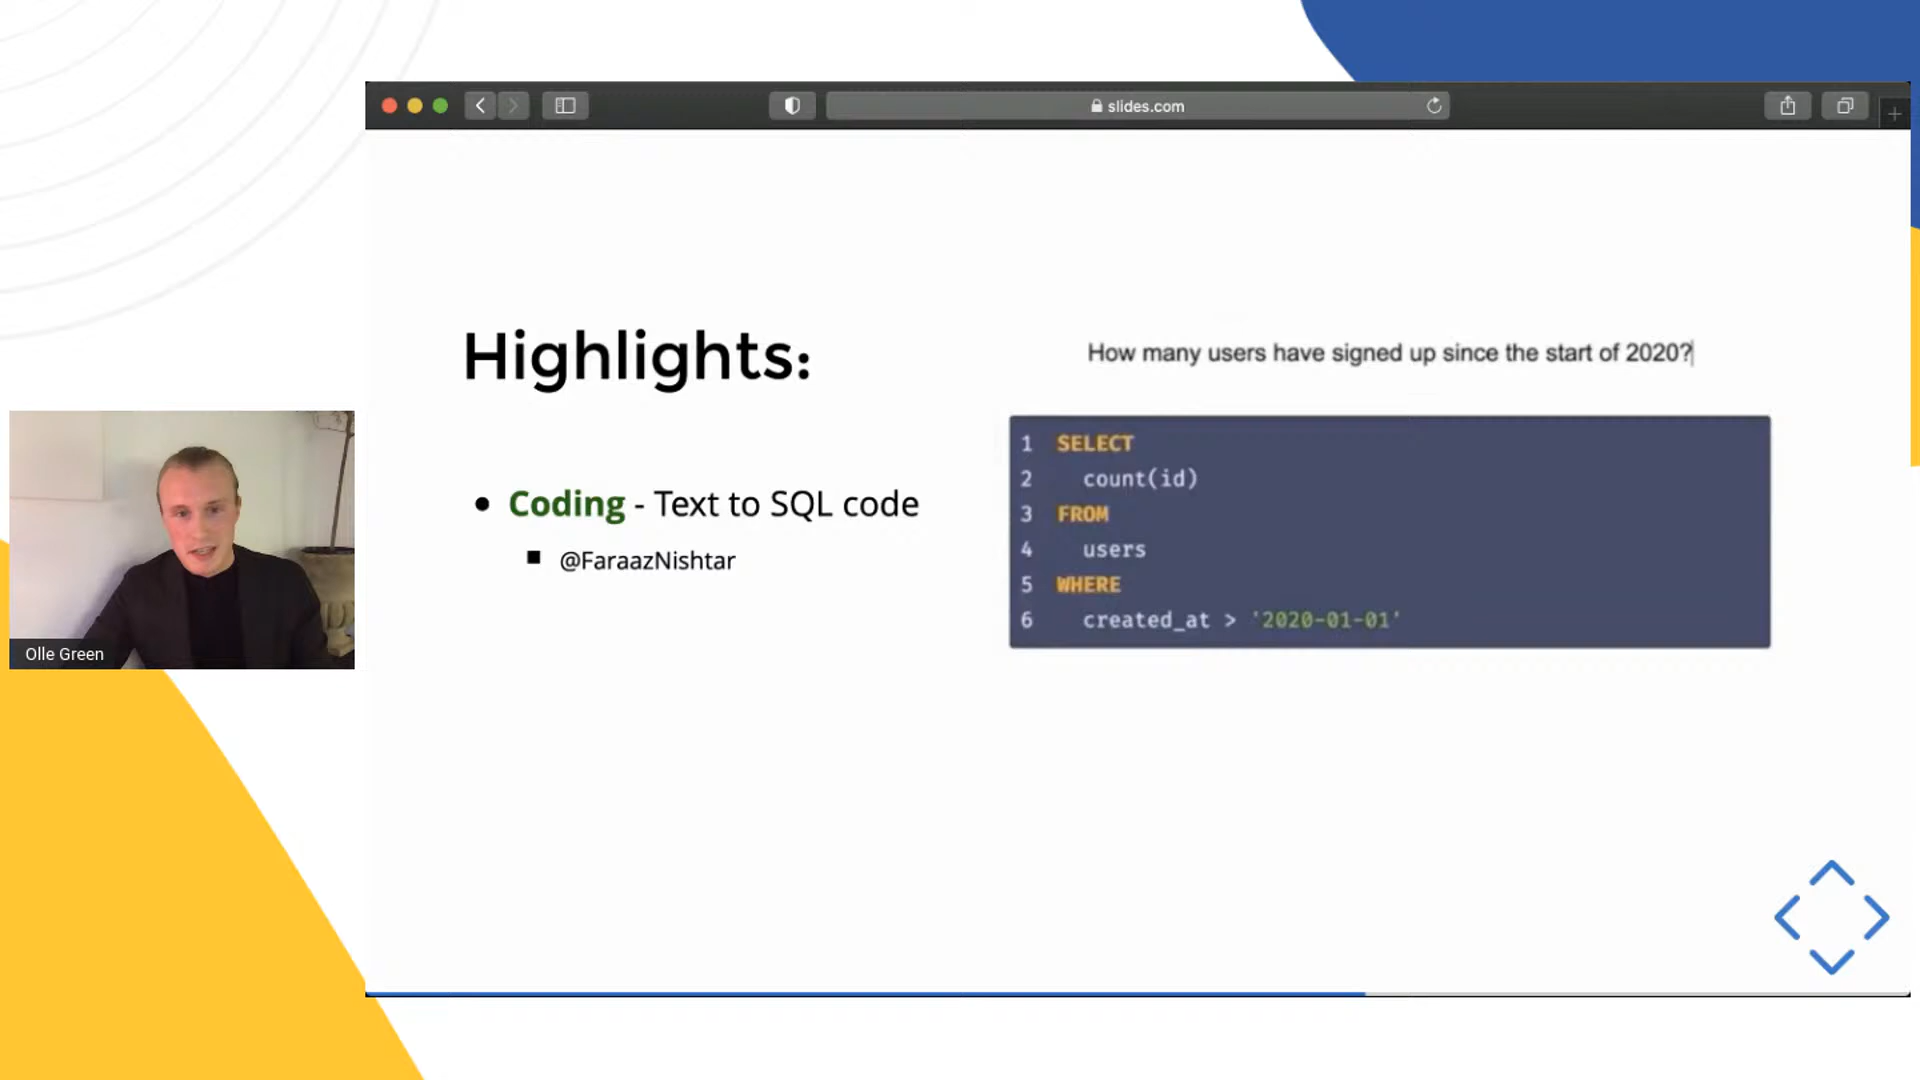 slides.com
Highlights:
• Coding - Text to SQL code
▪ @FaraazNishtar
How many users have signed up since the start of 2020?
1 SELECT
2 count(id)
3 FROM
4 users
5 WHERE
6 created_at > '2020-01-01'
Olle Green